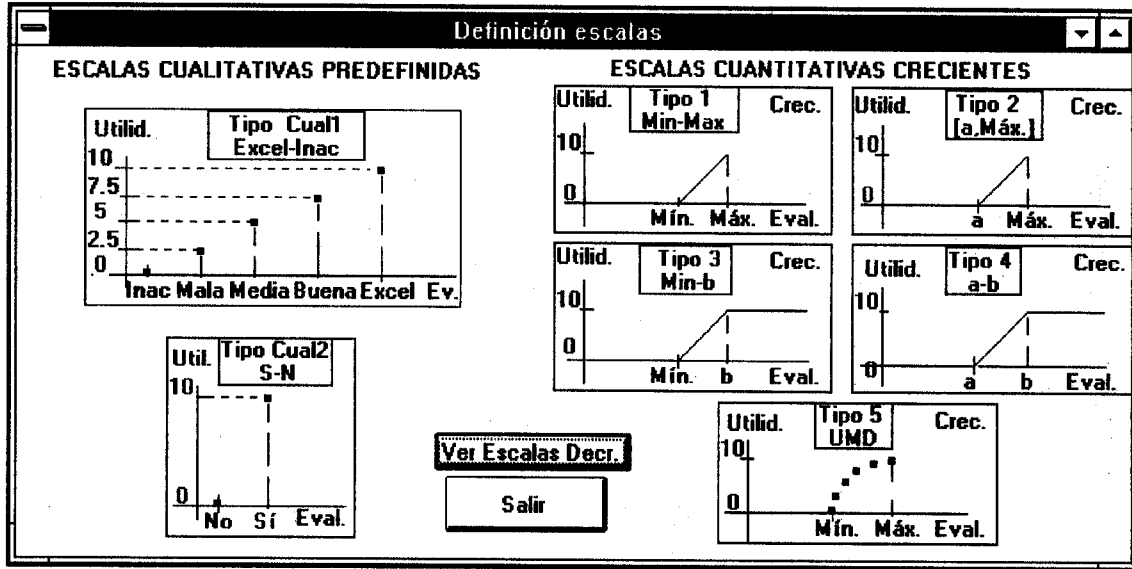 Definición escalas
ESCALAS CUALITATIVAS PREDEFINIDAS
ESCALAS CUANTITATIVAS CRECIENTES
Utilid.
Tipo Cual1
Excel-Inac
10
7.5
5
2.5
0
Inac Mala Media Buena Excel Ev.
Util.
Tipo Cual2
S-N
10
0
No Sí Eval.
Utilid.
Tipo 1
Min-Max
Crec.
10
0
Mín. Máx. Eval.
Utilid.
Tipo 2
[a,Máx.]
Crec.
10
0
a Máx. Eval.
Utilid.
Tipo 3
Min-b
Crec.
10
0
Mín. b Eval.
Utilid.
Tipo 4
a-b
Crec.
10
0
a b Eval.
Utilid.
Tipo 5
UMD
Crec.
10
0
Mín. Máx. Eval.
Ver Escalas Decr.
Salir